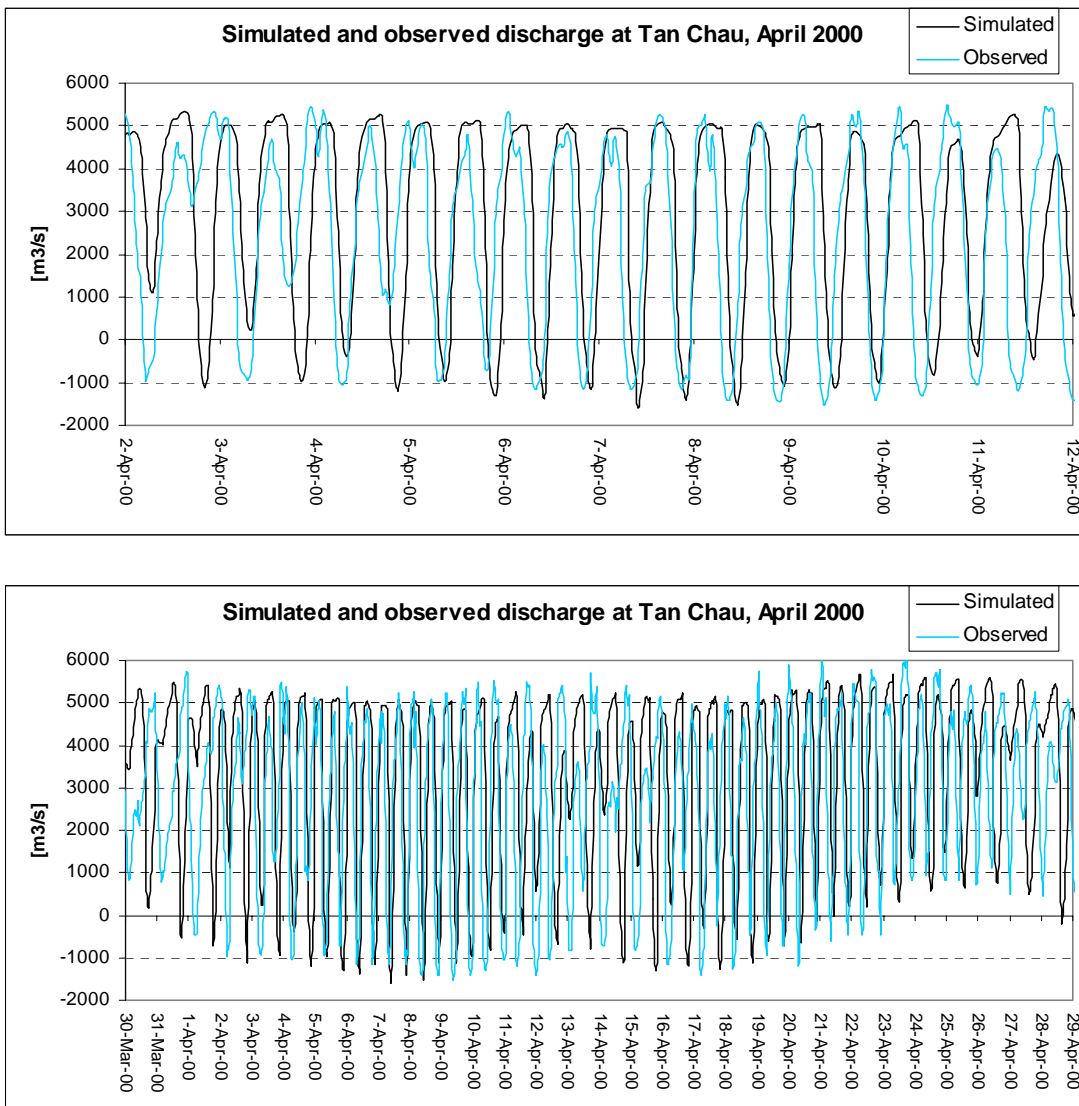 Simulated and observed discharge at Tan Chau, April 2000
Simulated
Observed
6000
5000
4000
3000
2000
1000
0
-1000
-2000
[m3/s]
2-Apr-00
3-Apr-00
4-Apr-00
5-Apr-00
6-Apr-00
7-Apr-00
8-Apr-00
9-Apr-00
10-Apr-00
11-Apr-00
12-Apr-00
Simulated and observed discharge at Tan Chau, April 2000
Simulated
Observed
6000
5000
4000
3000
2000
1000
0
-1000
-2000
[m3/s]
30-Mar-00
31-Mar-00
1-Apr-00
2-Apr-00
3-Apr-00
4-Apr-00
5-Apr-00
6-Apr-00
7-Apr-00
8-Apr-00
9-Apr-00
10-Apr-00
11-Apr-00
12-Apr-00
13-Apr-00
14-Apr-00
15-Apr-00
16-Apr-00
17-Apr-00
18-Apr-00
19-Apr-00
20-Apr-00
21-Apr-00
22-Apr-00
23-Apr-00
24-Apr-00
25-Apr-00
26-Apr-00
27-Apr-00
28-Apr-00
29-Apr-00